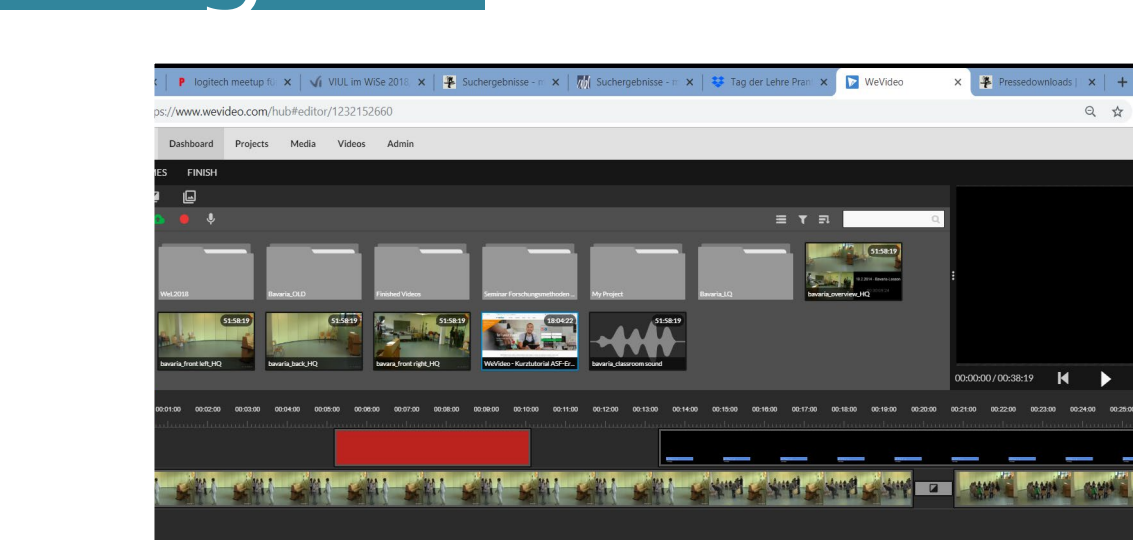 logitech meetup fü
VIUL im WiSe 2018
Suchergebnisse - m
Suchergebnisse - m
Tag der Lehre Pran
WeVideo
Pressedownloads |
ps://www.wevideo.com/hub#editor/1232152660
Dashboard Projects Media Videos Admin
MES FINISH
51:58:19
WeL2018
Bavaria_OLD
Finished Videos
Seminar Forschungsmethoden ...
My Project
Bavaria_LQ
bavaria_overview_HQ
51:58:19 51:58:19 51:58:19 18:04:22 51:58:19
bavaria_front left_HQ
bavaria_back_HQ
bavara_front right_HQ
WeVideo - Kurztutorial ASF-Er...
bavaria_classroom sound
00:00:00 / 00:38:19
00:01:00 00:02:00 00:03:00 00:04:00 00:05:00 00:06:00 00:07:00 00:08:00 00:09:00 00:10:00 00:11:00 00:12:00 00:13:00 00:14:00 00:15:00 00:16:00 00:17:00 00:18:00 00:19:00 00:20:00 00:21:00 00:22:00 00:23:00 00:24:00 00:25:0